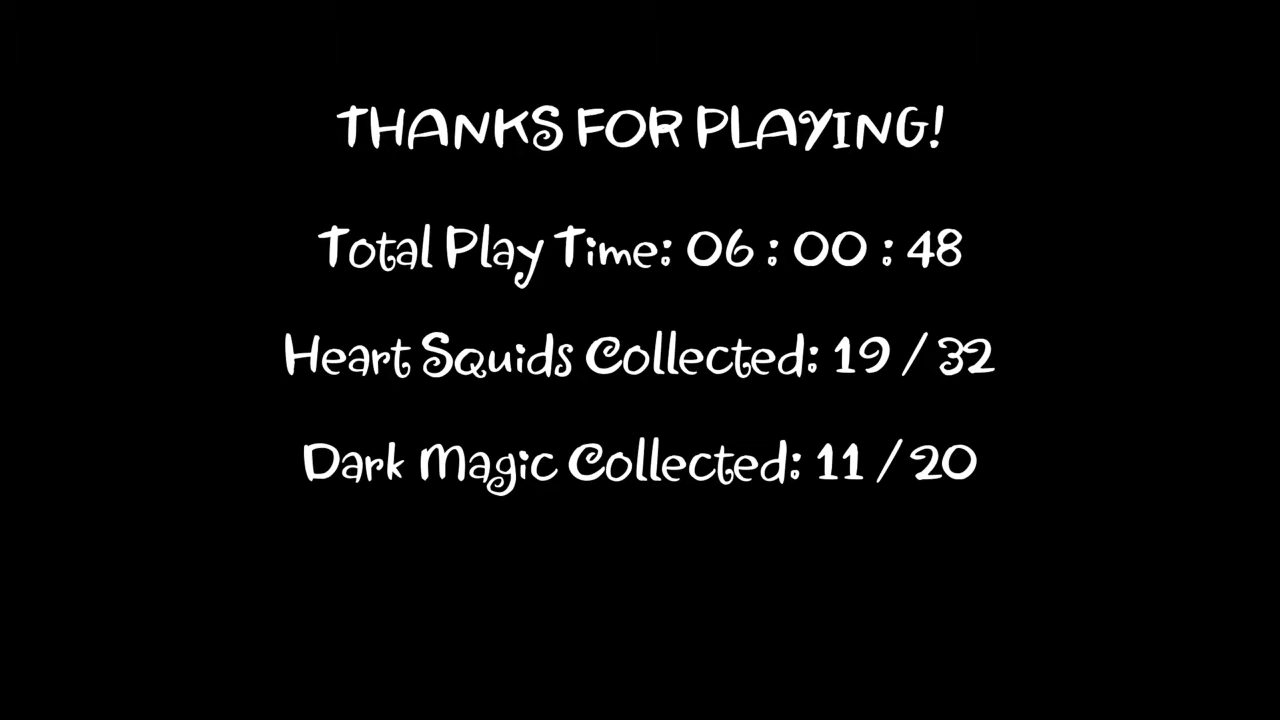 THANKS FOR PLAYING!
Total Play Time: 06 : 00 : 48
Heart Squids Collected: 19 / 32
Dark Magic Collected: 11 / 20